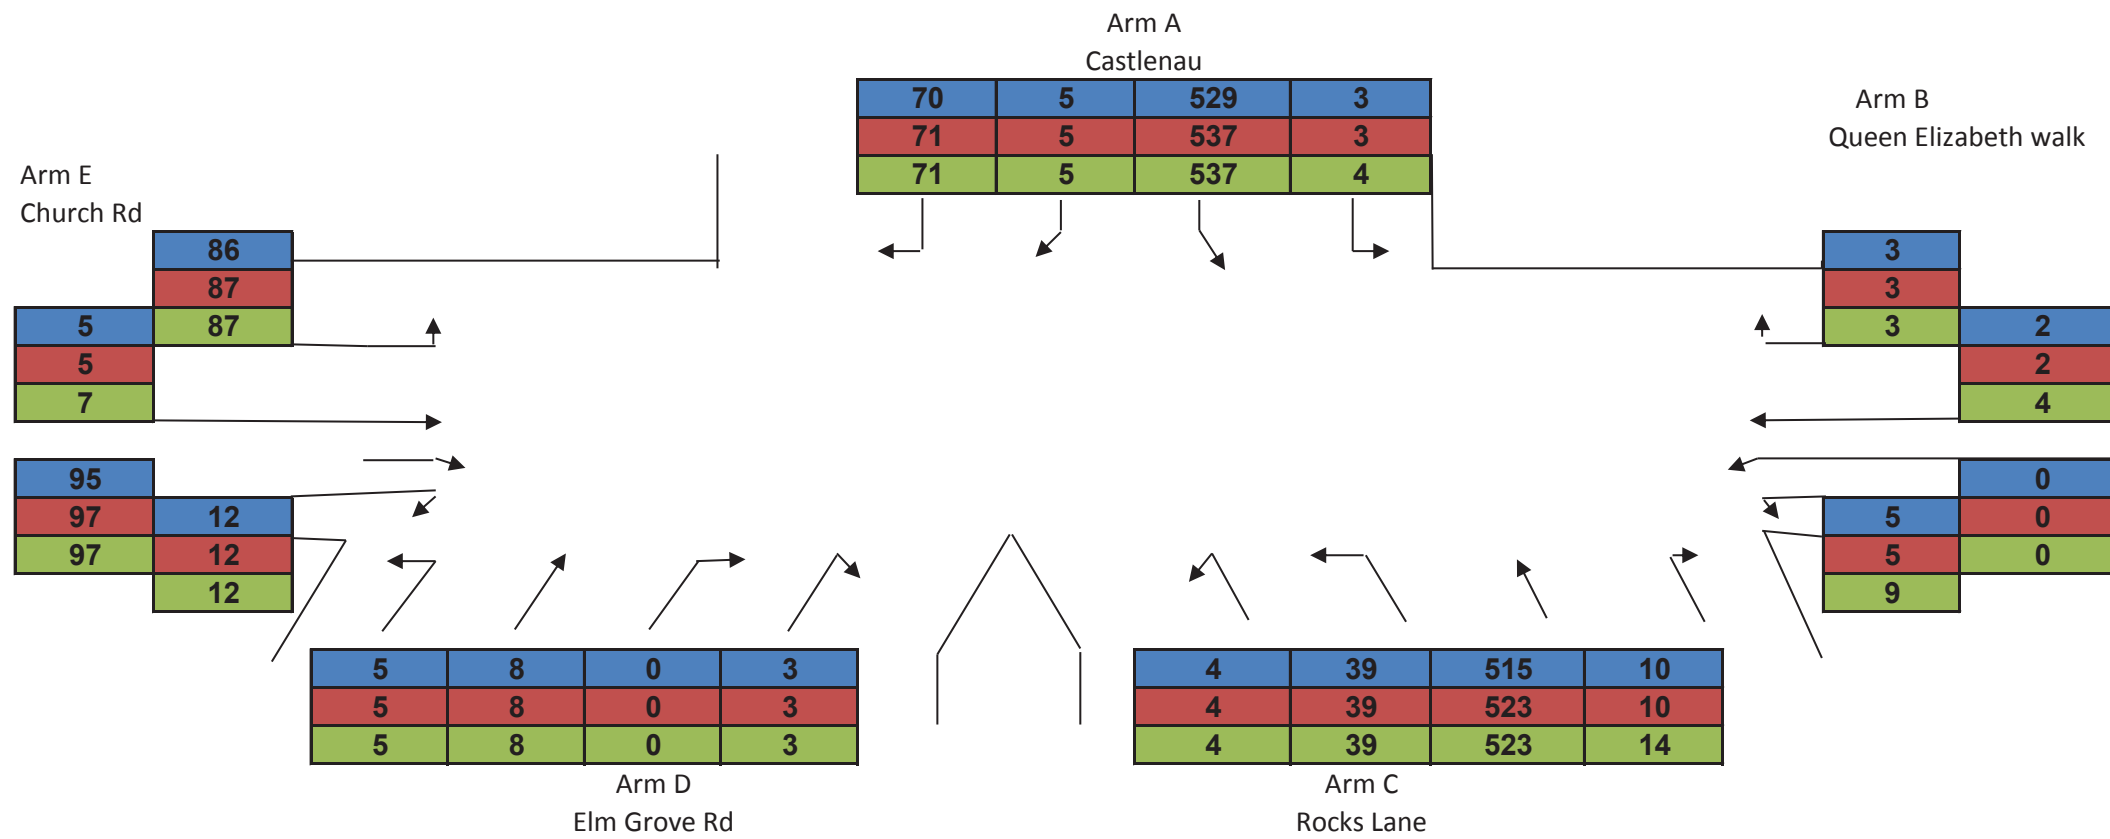 Arm A
Castlenau
70 5 529 3
71 5 537 3
71 5 537 4
Arm B
Queen Elizabeth walk
3
3
3
2
2
4
0
0
0
5
5
9
Arm E
Church Rd
86
87
87
5
5
7
95
97
97
12
12
12
5 8 0 3
5 8 0 3
5 8 0 3
Arm D
Elm Grove Rd
4 39 515 10
4 39 523 10
4 39 523 14
Arm C
Rocks Lane